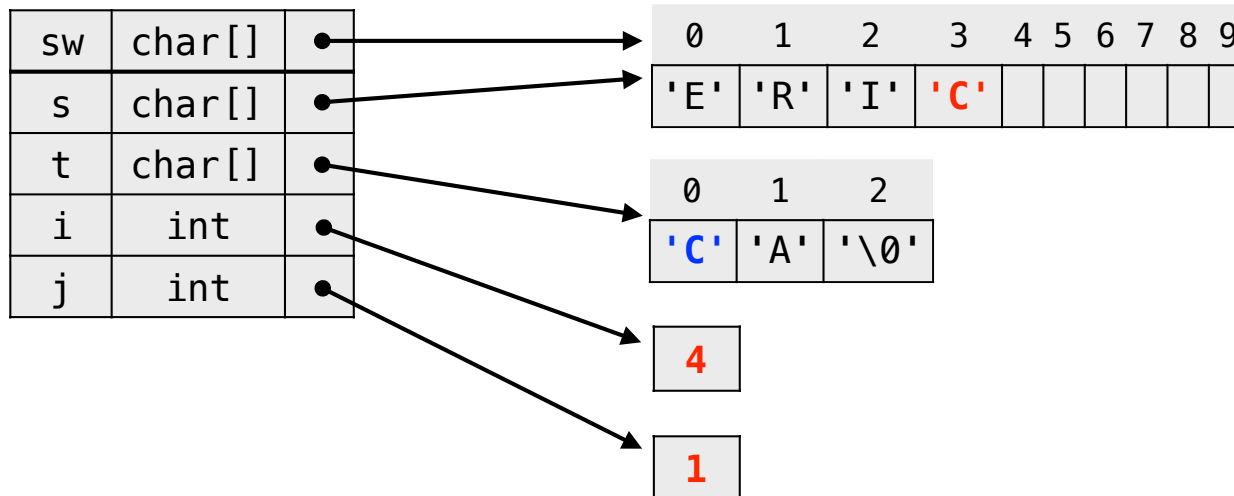 sw char[]
s char[]
t char[]
i int
j int
0 1 2 3 4 5 6 7 8 9
'E' 'R' 'I' 'C'
0 1 2
'C' 'A' '\0'
4
1